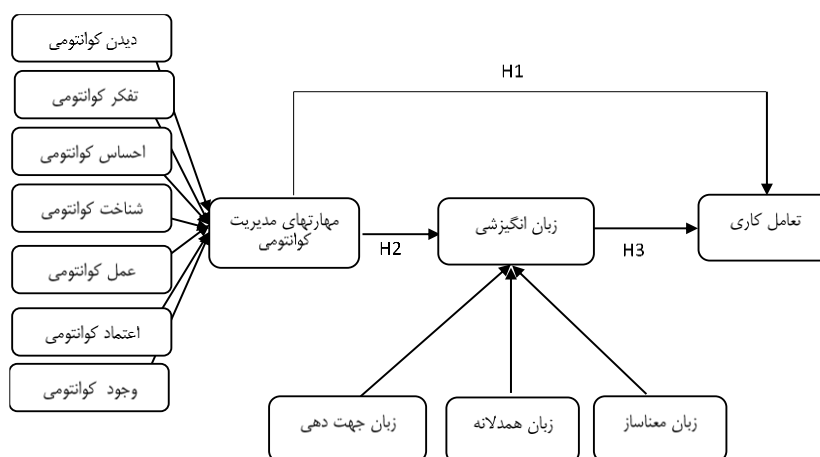 دیدن کوانتومی
تفکر کوانتومی
احساس کوانتومی
شناخت کوانتومی
عمل کوانتومی
اعتماد کوانتومی
وجود کوانتومی
مهارتهای مدیریت
کوانتومی
H1
H2
زبان انگیزشی
H3
تعامل کاری
زبان معناساز
زبان همدلانه
زبان جهت دهی